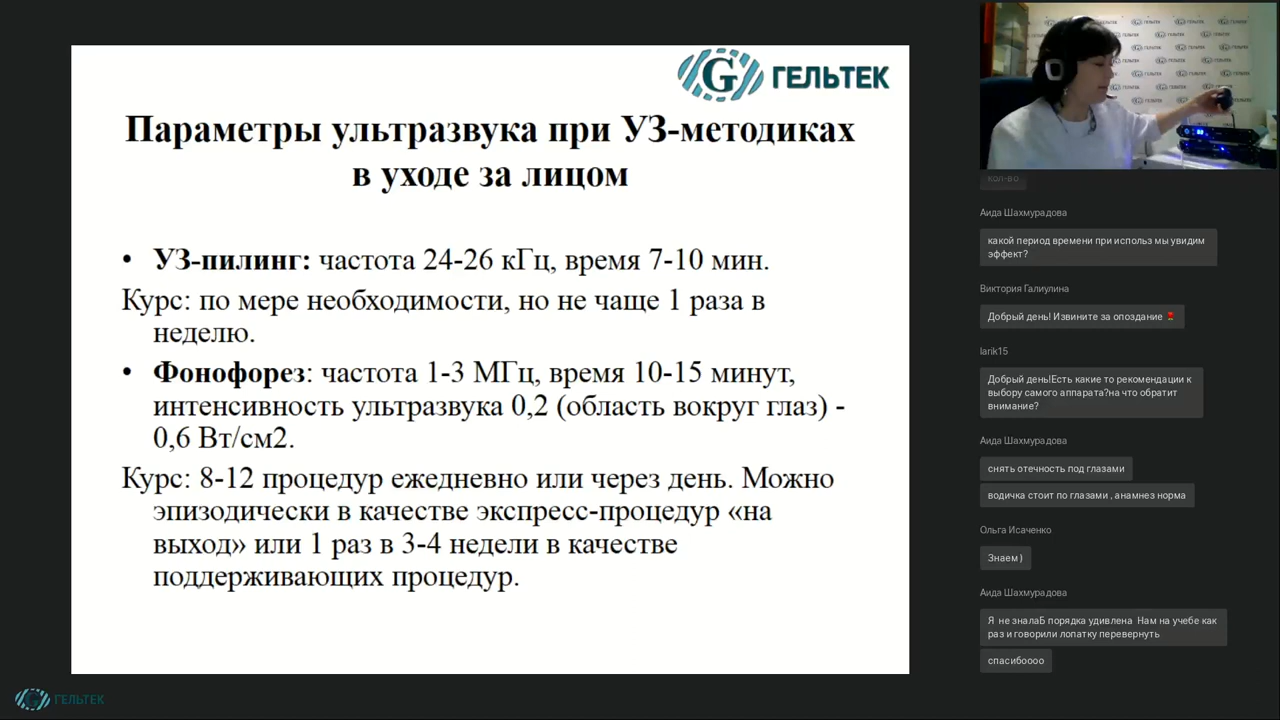 ГЕЛЬТЕК
Параметры ультразвука при УЗ-методиках
в уходе за лицом
• УЗ-пилинг: частота 24-26 кГц, время 7-10 мин.
Курс: по мере необходимости, но не чаще 1 раза в
неделю.
• Фонофорез: частота 1-3 МГц, время 10-15 минут,
интенсивность ультразвука 0,2 (область вокруг глаз) -
0,6 Вт/см2.
Курс: 8-12 процедур ежедневно или через день. Можно
эпизодически в качестве экспресс-процедур «на
выход» или 1 раз в 3-4 недели в качестве
поддерживающих процедур.
ГЕЛЬТЕК
кол-во
Аида Шахмурадова
какой период времени при использ мы увидим
эффект?
Виктория Галиулина
Добрый день! Извините за опоздание
larik15
Добрый день!Есть какие то рекомендации к
выбору самого аппарата?на что обратит
внимание?
Аида Шахмурадова
снять отечность под глазами
водичка стоит по глазами , анамнез норма
Ольга Исаченко
Знаем )
Аида Шахмурадова
Я не зналаБ порядка удивлена Нам на учебе как
раз и говорили лопатку перевернуть
спасибоооо